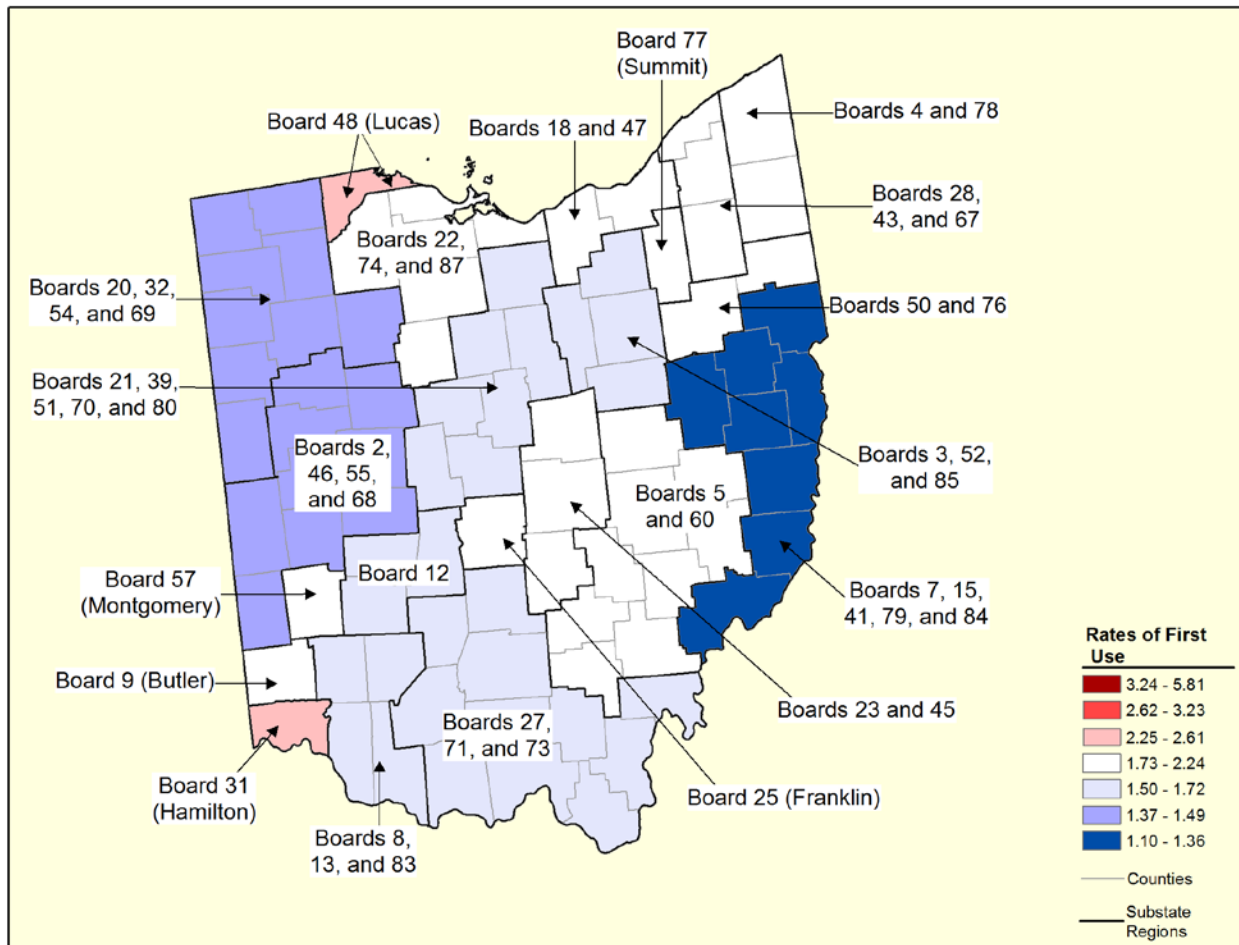 Board 77
(Summit)
Boards 4 and 78
Board 48 (Lucas)
Boards 18 and 47
Boards 28,
43, and 67
Boards 22,
74, and 87
Boards 20, 32,
54, and 69
Boards 50 and 76
Boards 21, 39,
51, 70, and 80
Boards 2,
46, 55,
and 68
Boards 3, 52,
and 85
Boards 5
and 60
Board 12
Board 57
(Montgomery)
Boards 7, 15,
41, 79, and 84
Board 9 (Butler)
Boards 23 and 45
Boards 27,
71, and 73
Board 31
(Hamilton)
Board 25 (Franklin)
Boards 8,
13, and 83
Rates of First
Use
3.24 - 5.81
2.62 - 3.23
2.25 - 2.61
1.73 - 2.24
1.50 - 1.72
1.37 - 1.49
1.10 - 1.36
Counties
Substate
Regions